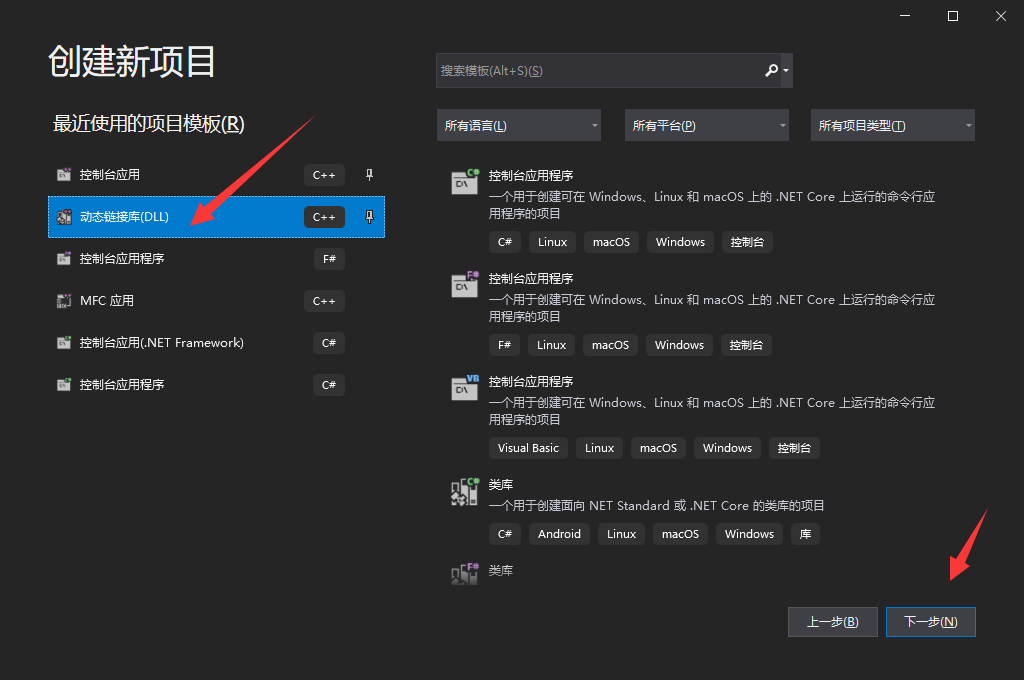 创建新项目
最近使用的项目模板(R)
控制台应用
C++
动态链接库(DLL)
C++
控制台应用程序
F#
MFC 应用
C++
控制台应用(.NET Framework)
C#
控制台应用程序
C#
搜索模板(Alt+S)(S)
所有语言(L)
所有平台(P)
所有项目类型(T)
C#
控制台应用程序
一个用于创建可在 Windows、Linux 和 macOS 上的 .NET Core 上运行的命令行应
用程序的项目
C# Linux macOS Windows 控制台
F#
控制台应用程序
一个用于创建可在 Windows、Linux 和 macOS 上的 .NET Core 上运行的命令行应
用程序的项目
F# Linux macOS Windows 控制台
VB
控制台应用程序
一个用于创建可在 Windows、Linux 和 macOS 上的 .NET Core 上运行的命令行应
用程序的项目
Visual Basic Linux macOS Windows 控制台
C#
类库
一个用于创建面向 .NET Standard 或 .NET Core 的类库的项目
C# Android Linux macOS Windows 库
F#
类库
上一步(B)
下一步(N)